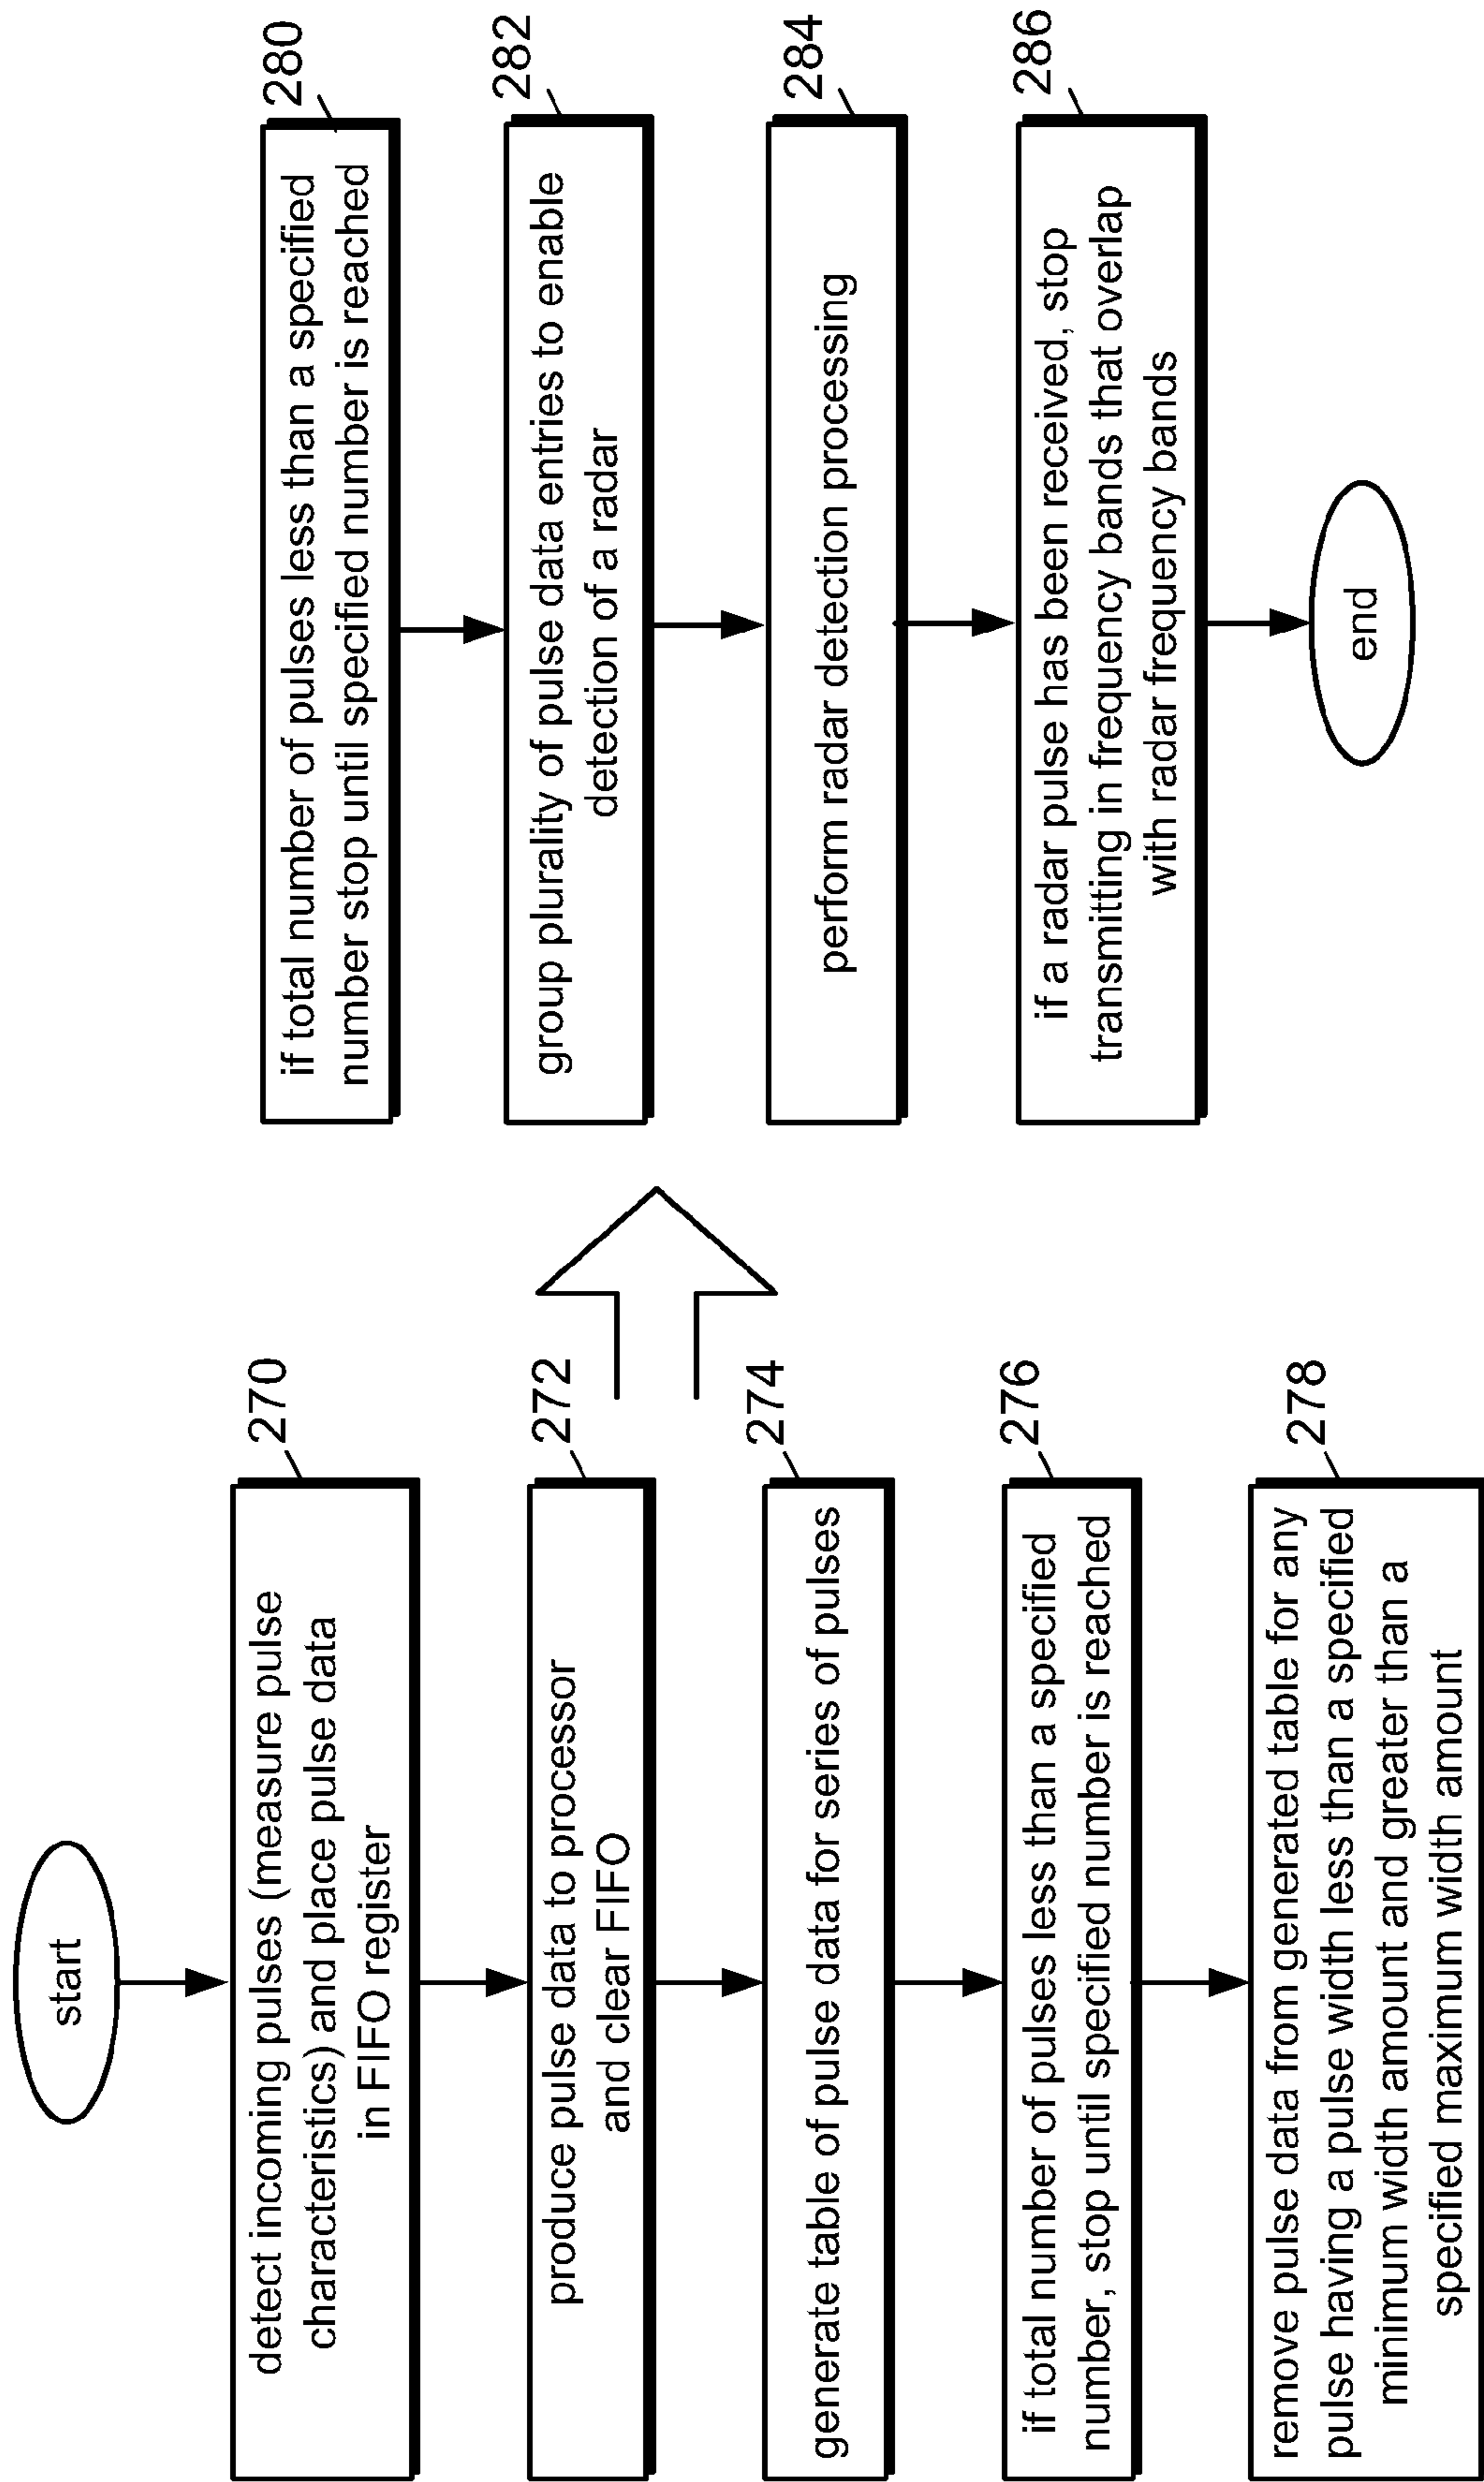 start
270
detect incoming pulses (measure pulse
characteristics) and place pulse data
in FIFO register
272
produce pulse data to processor
and clear FIFO
274
generate table of pulse data for series of pulses
276
if total number of pulses less than a specified
number, stop until specified number is reached
278
remove pulse data from generated table for any
pulse having a pulse width less than a specified
minimum width amount and greater than a
specified maximum width amount
280
if total number of pulses less than a specified
number stop until specified number is reached
282
group plurality of pulse data entries to enable
detection of a radar
284
perform radar detection processing
286
if a radar pulse has been received, stop
transmitting in frequency bands that overlap
with radar frequency bands
end